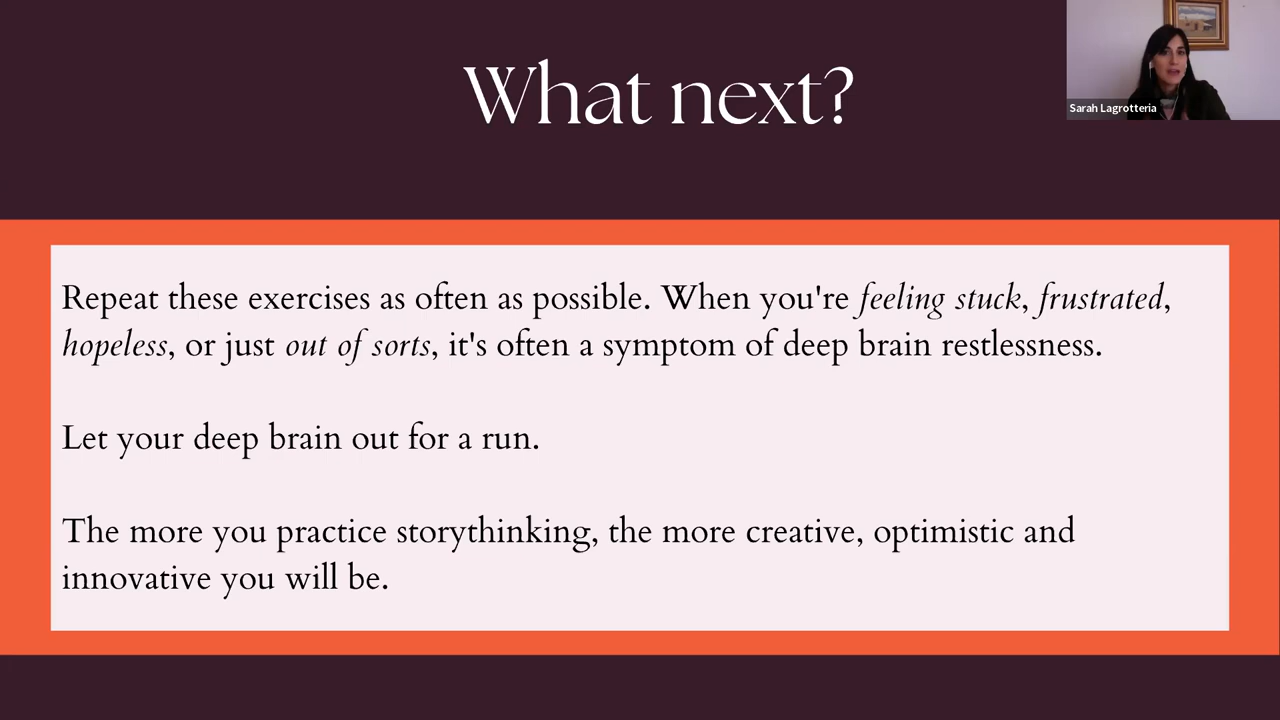 What next?
Sarah Lagrotteria
Repeat these exercises as often as possible. When you're feeling stuck, frustrated,
hopeless, or just out of sorts, it's often a symptom of deep brain restlessness.
Let your deep brain out for a run.
The more you practice storythinking, the more creative, optimistic and
innovative you will be.